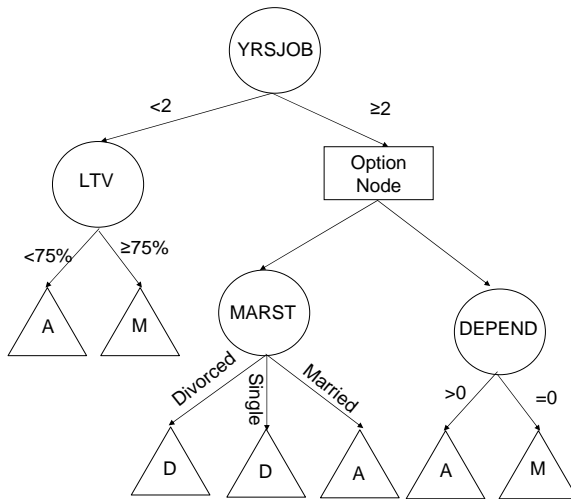 YRSJOB
<2
≥2
Option
Node
LTV
<75%
≥75%
A
M
MARST
DEPEND
Divorced
Single
Married
>0
=0
D
D
A
A
M